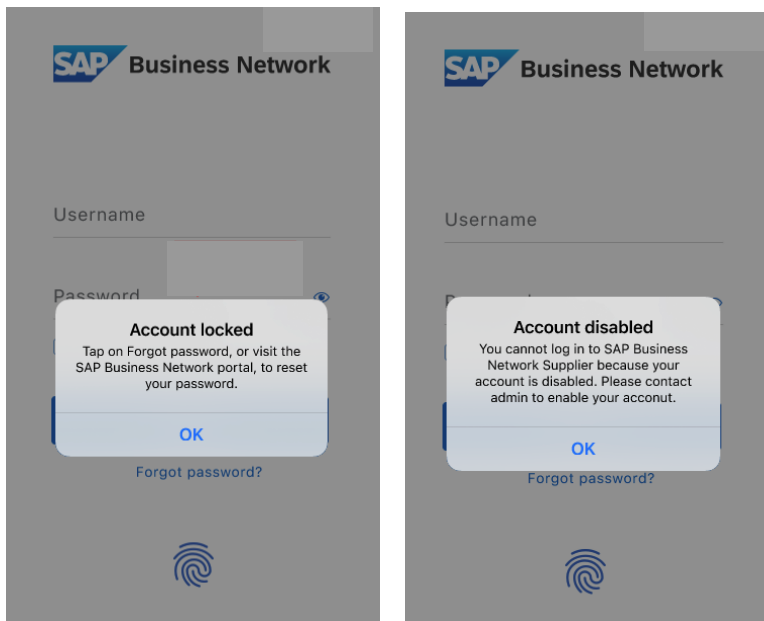 SAP Business Network
Username
Password
Account locked
Tap on Forgot password, or visit the
SAP Business Network portal, to reset
your password.
OK
Forgot password?
SAP Business Network
Username
Account disabled
You cannot log in to SAP Business
Network Supplier because your
account is disabled. Please contact
admin to enable your acconut.
OK
Forgot password?